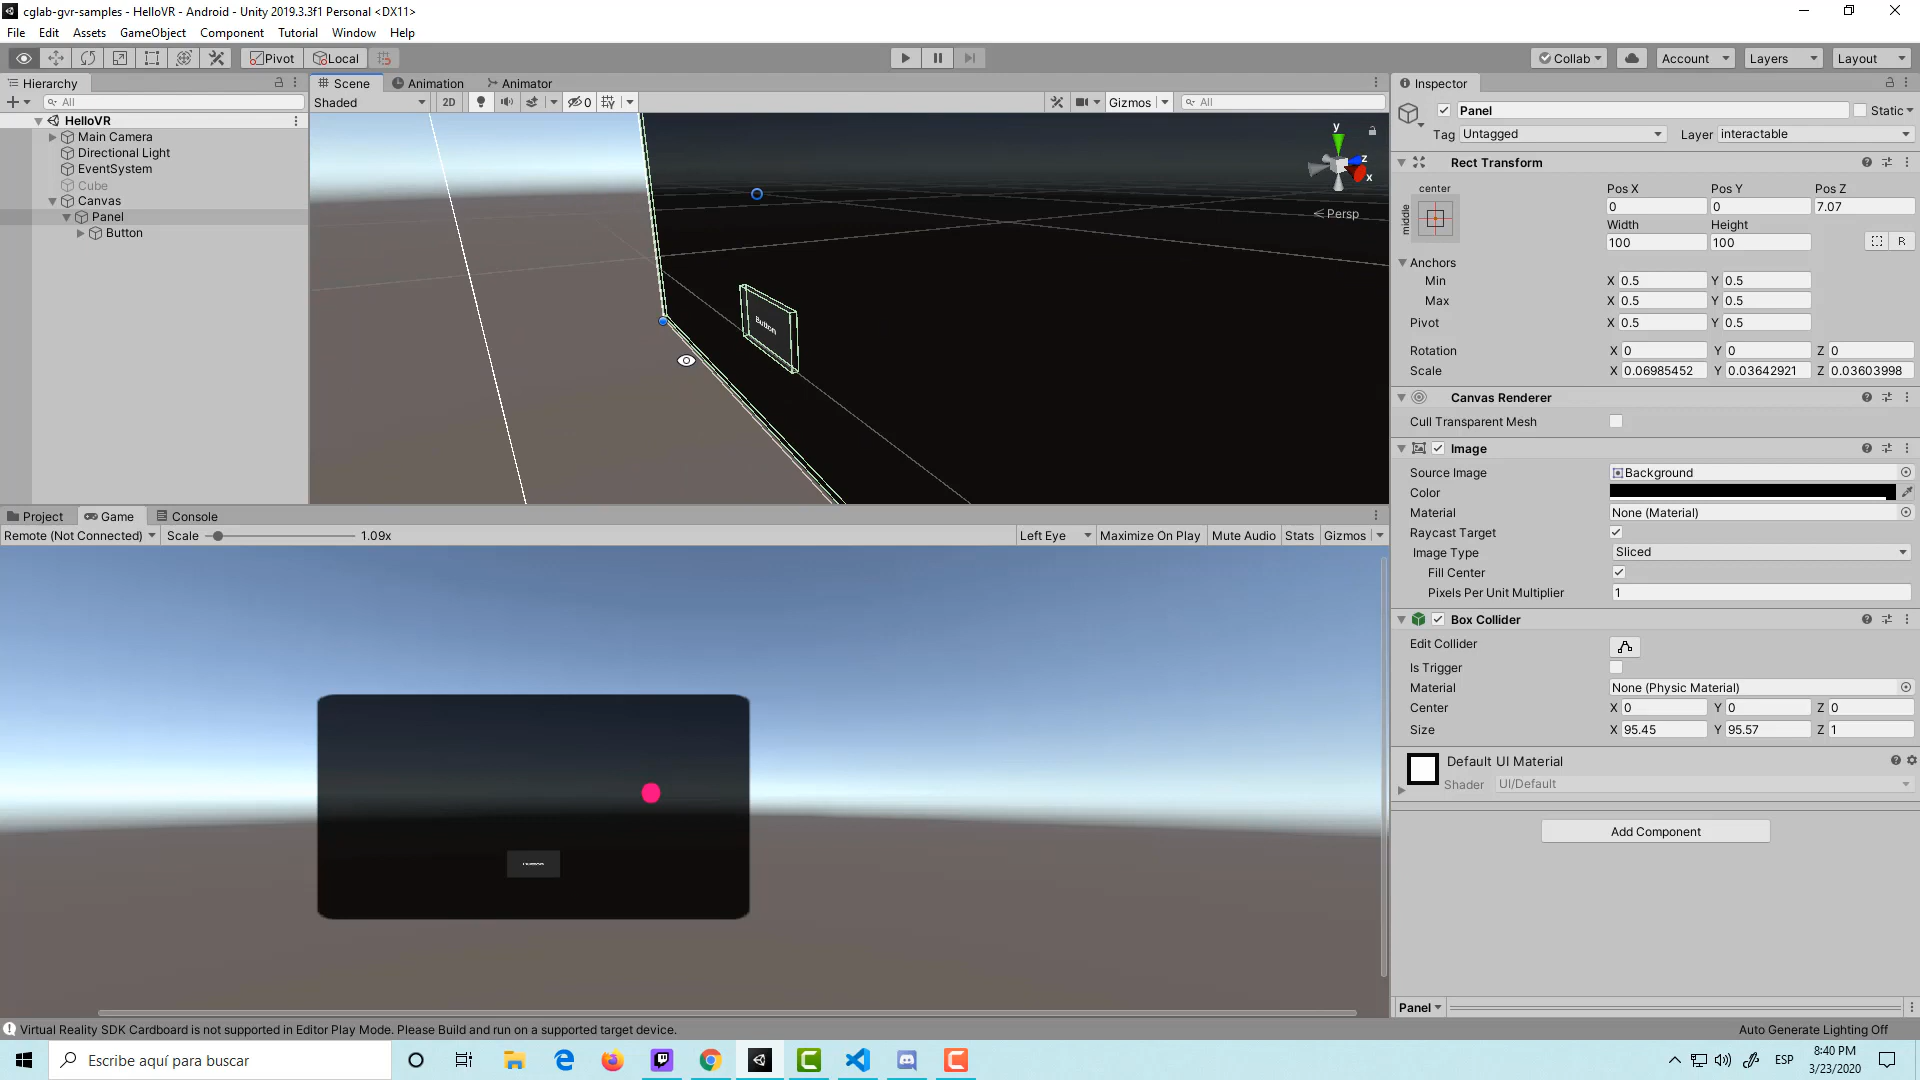 cglab-gvr-samples - HelloVR - Android - Unity 2019.3.3f1 Personal <DX11>
File Edit Assets GameObject Component Tutorial Window Help
Pivot Local Collab Account Layers Layout
Hierarchy
All
HelloVR
Main Camera
Directional Light
EventSystem
Cube
Canvas
Panel
Button
Scene Animation Animator
Shaded 2D 0 Gizmos All
y
z
x
Persp
Button
Project Game Console
Remote (Not Connected) Scale 1.09x Left Eye Maximize On Play Mute Audio Stats Gizmos
Inspector
Panel Static
Tag Untagged Layer interactable
Rect Transform
center
middle
Pos X Pos Y Pos Z
0 0 7.07
Width Height
100 100 R
Anchors
Min X 0.5 Y 0.5
Max X 0.5 Y 0.5
Pivot X 0.5 Y 0.5
Rotation X 0 Y 0 Z 0
Scale X 0.06985452 Y 0.03642921 Z 0.03603998
Canvas Renderer
Cull Transparent Mesh
Image
Source Image Background
Color
Material None (Material)
Raycast Target
Image Type Sliced
Fill Center
Pixels Per Unit Multiplier 1
Box Collider
Edit Collider
Is Trigger
Material None (Physic Material)
Center X 0 Y 0 Z 0
Size X 95.45 Y 95.57 Z 1
Default UI Material
Shader UI/Default
Add Component
Panel
Virtual Reality SDK Cardboard is not supported in Editor Play Mode. Please Build and run on a supported target device.
Auto Generate Lighting Off
Escribe aquí para buscar
ESP
8:40 PM
3/23/2020